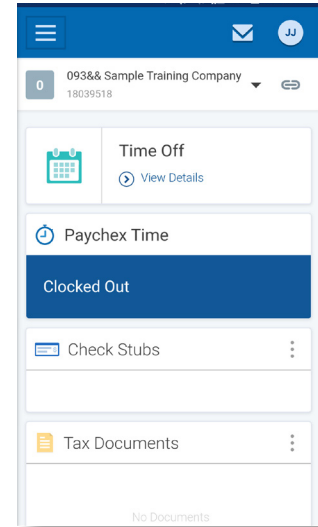 JJ
0
093&& Sample Training Company
18039518
Time Off
View Details
Paychex Time
Clocked Out
Check Stubs
Tax Documents
No Documents